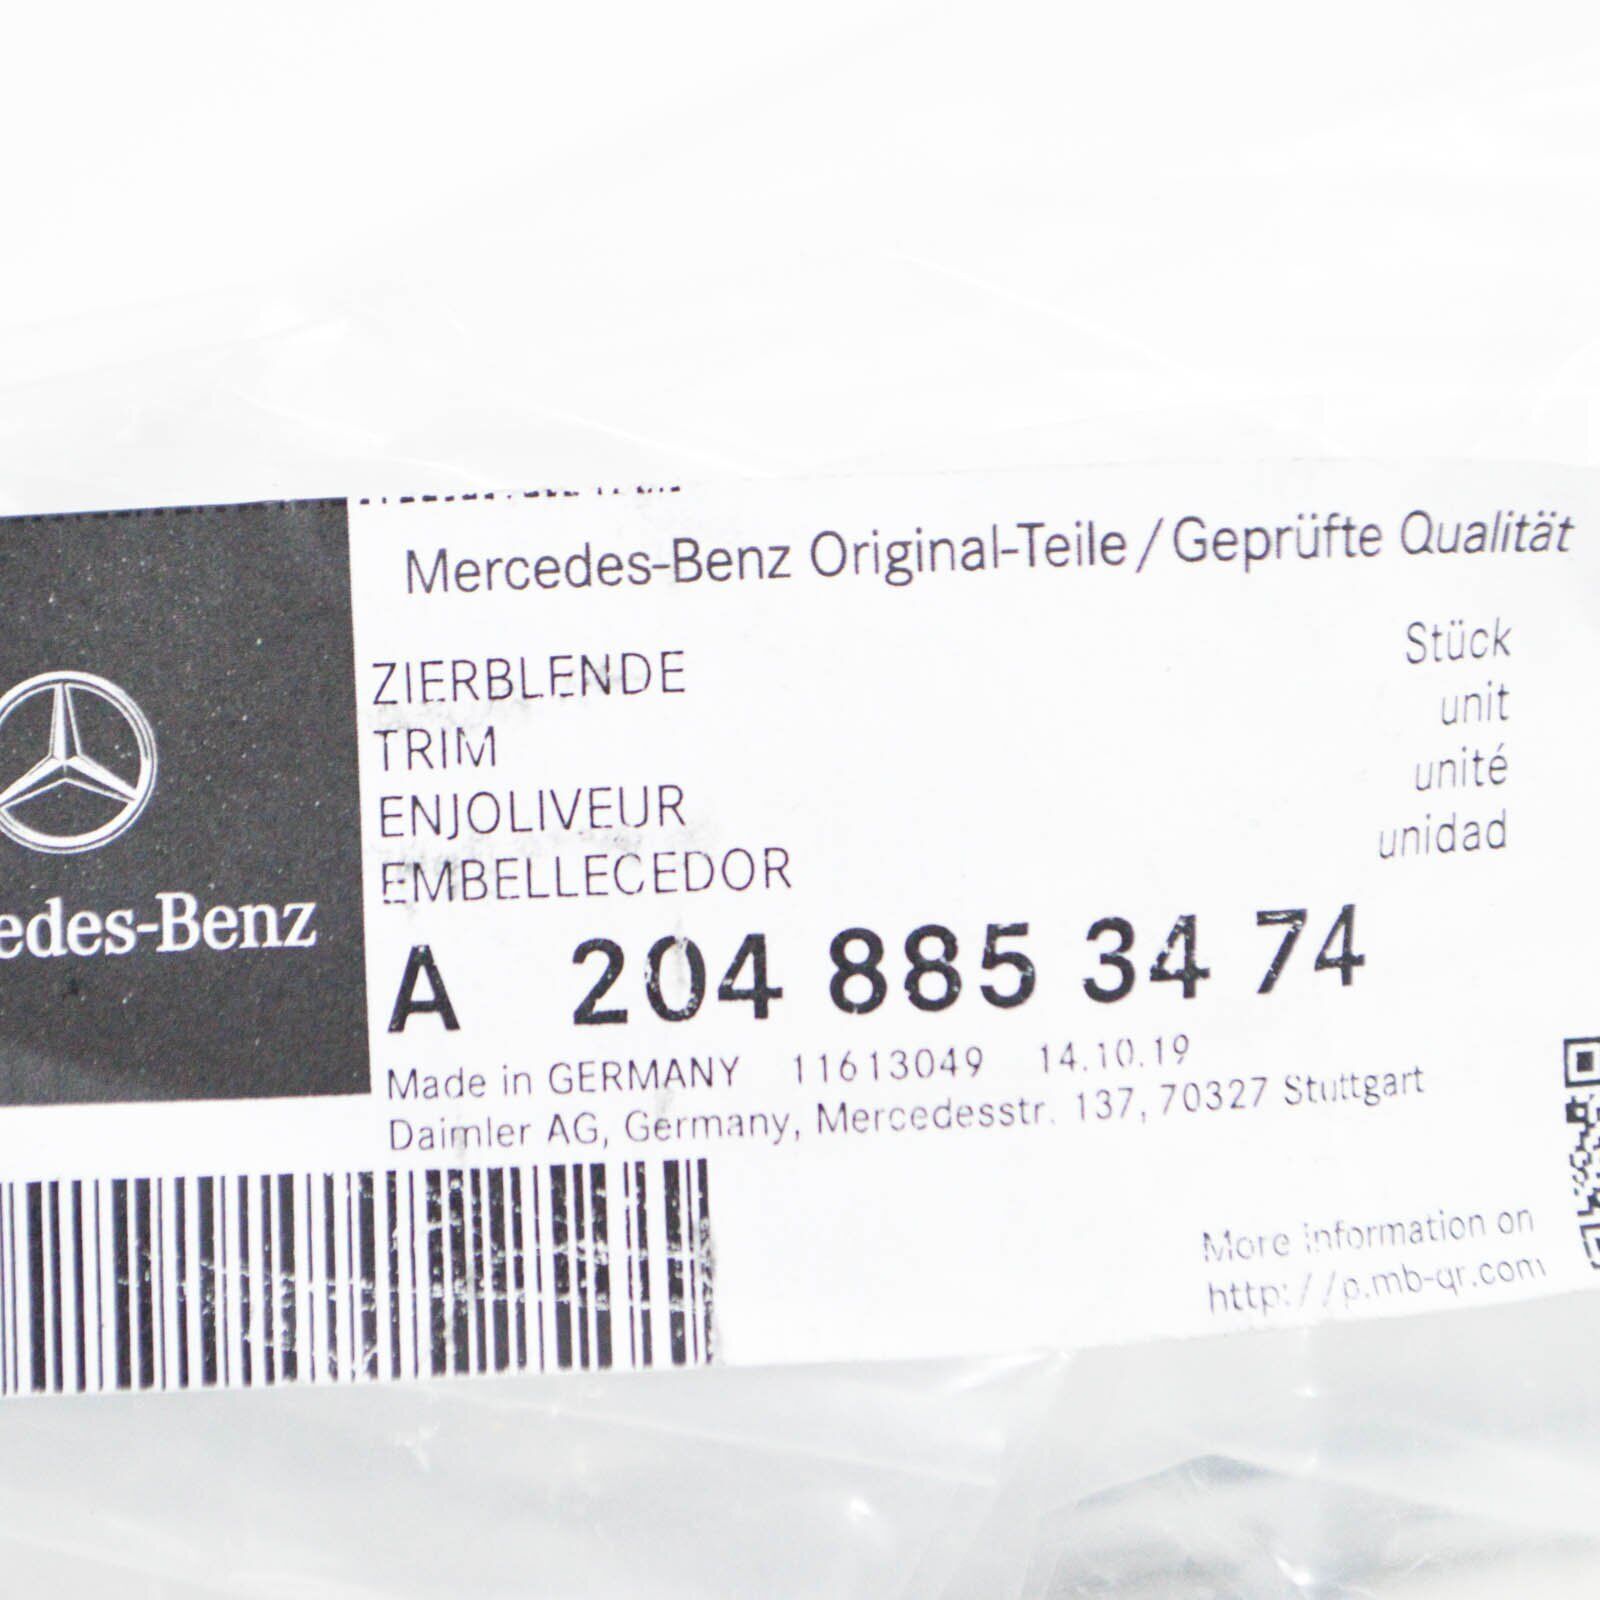 Mercedes-Benz Original-Teile / Geprüfte Qualität
ZIERBLENDE
TRIM
ENJOLIVEUR
EMBELLECEDOR
Stück
unit
unité
unidad
edes-Benz
A 204 885 34 74
Made in GERMANY 11613049 14.10.19
Daimler AG, Germany, Mercedesstr. 137, 70327 Stuttgart
More information on
http://p.mb-qr.com